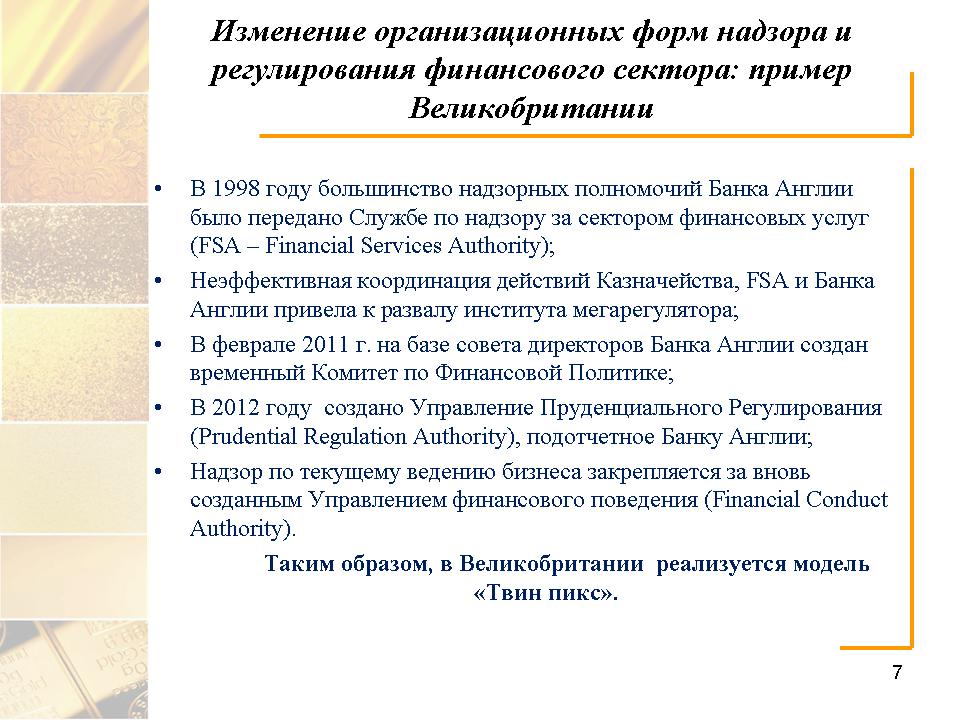 Изменение организационных форм надзора и
регулирования финансового сектора: пример
Великобритании
• В 1998 году большинство надзорных полномочий Банка Англии
было передано Службе по надзору за сектором финансовых услуг
(FSA – Financial Services Authority);
• Неэффективная координация действий Казначейства, FSA и Банка
Англии привела к развалу института мегарегулятора;
• В феврале 2011 г. на базе совета директоров Банка Англии создан
временный Комитет по Финансовой Политике;
• В 2012 году создано Управление Пруденциального Регулирования
(Prudential Regulation Authority), подотчетное Банку Англии;
• Надзор по текущему ведению бизнеса закрепляется за вновь
созданным Управлением финансового поведения (Financial Conduct
Authority).
Таким образом, в Великобритании реализуется модель
«Твин пикс».
7